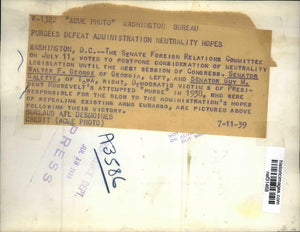 W-1322 "ACME PHOTO" WASHINGTON BUREAU
PURGEES DEFEAT ADMINISTRATION NEUTRALITY HOPES
WASHINGTON, D.C.--THE SENATE FOREIGN RELATIONS COMMITTEE
ON JULY 11, VOTED TO POSTPONE CONSIDERATION OF NEUTRALITY
LEGISLATION UNTIL THE NEXT SESSION OF CONGRESS. SENATOR
WALTER F. GEORGE OF GEORGIA, LEFT, AND SENATOR GUY M.
GILLETTE, OF IOWA, RIGHT, DEMOCRATIC VICTIMS OF PRESI-
DENT ROOSEVELT'S ATTEMPTED "PURGE" IN 1938, WHO WERE
RESPONSIBLE FOR THE BLOW TO THE ADMINISTRATION'S HOPES
OF REPEALING EXISTING ARMS EMBARGO, ARE PICTURED ABOVE
FOLLOWING THEIR VICTORY.
BUREAUS ATL DESMOINES
CREDIT (ACME PHOTO) 7-11-39
A3586
PRESS
DEPT.